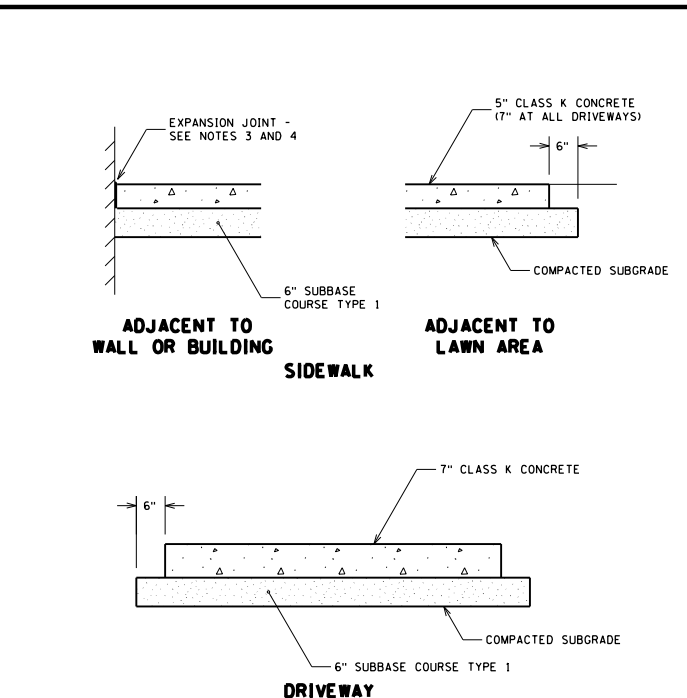 EXPANSION JOINT -
SEE NOTES 3 AND 4
5" CLASS K CONCRETE
(7" AT ALL DRIVEWAYS)
6"
COMPACTED SUBGRADE
6" SUBBASE
COURSE TYPE 1
ADJACENT TO
WALL OR BUILDING
ADJACENT TO
LAWN AREA
SIDEWALK
7" CLASS K CONCRETE
6"
COMPACTED SUBGRADE
6" SUBBASE COURSE TYPE 1
DRIVEWAY